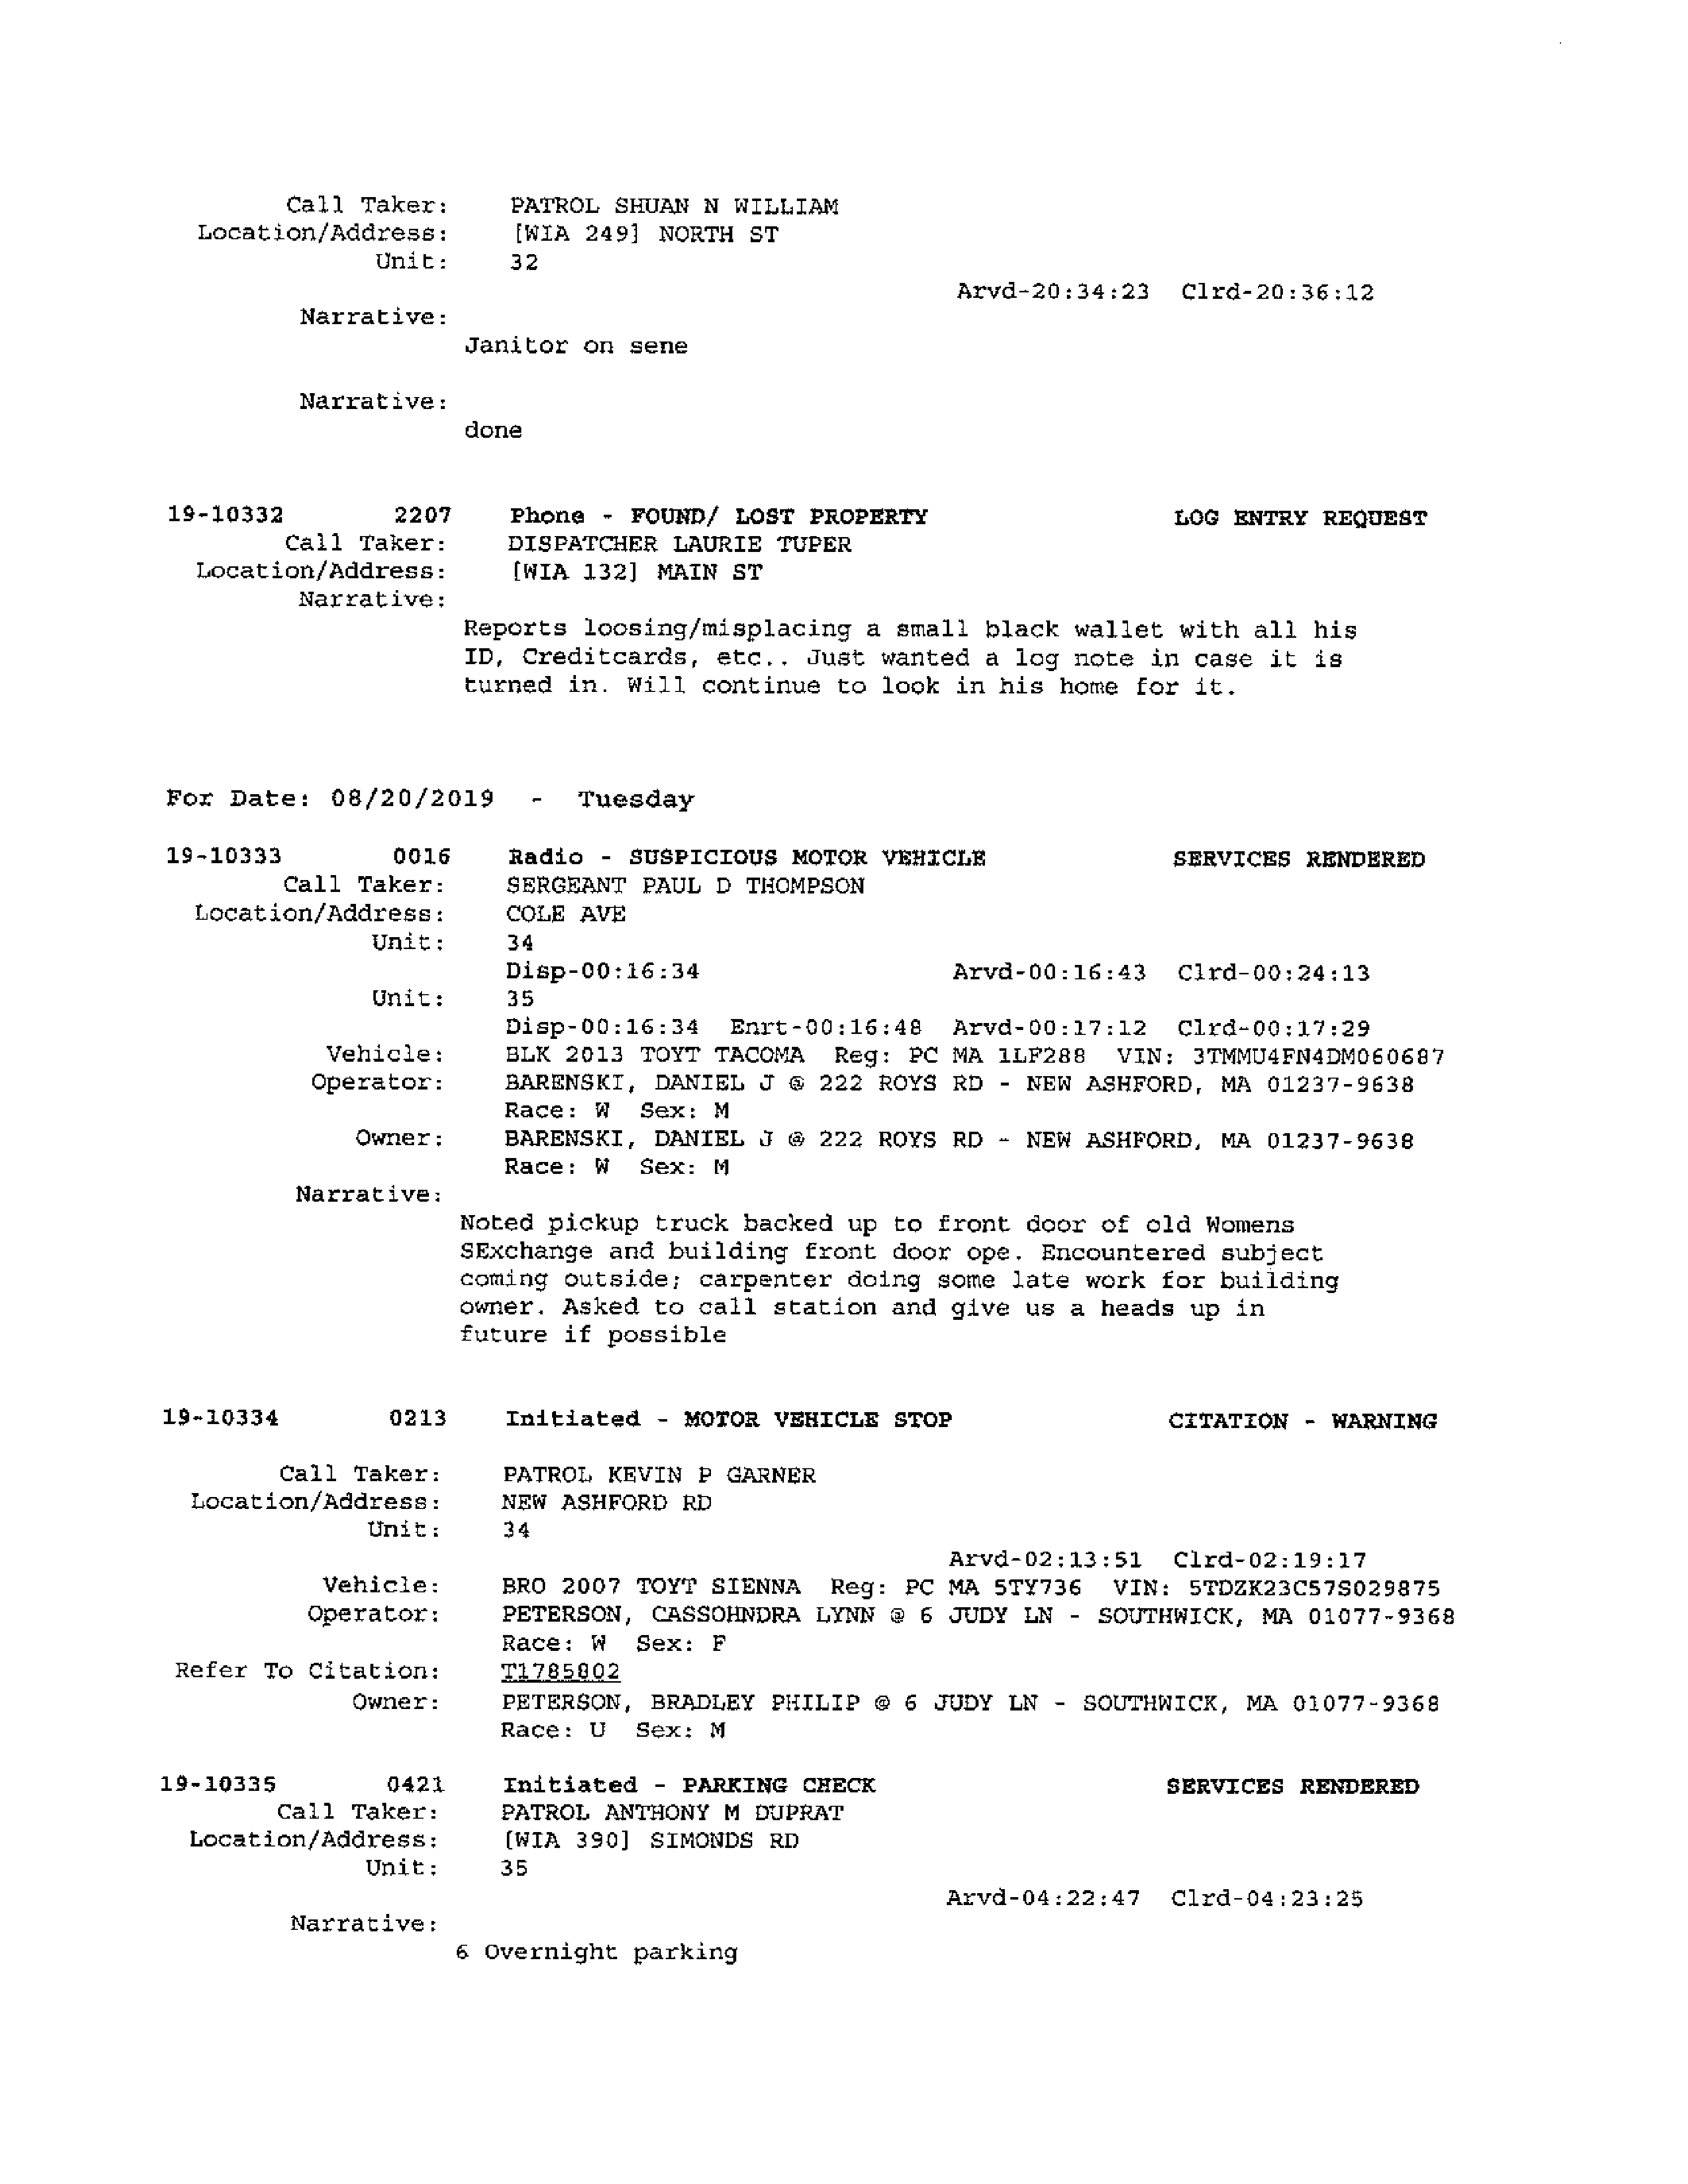 Call Taker: PATROL SHUAN N WILLIAM
Location/Address: [WIA 249] NORTH ST
Unit: 32
Arvd-20:34:23 Clrd-20:36:12
Narrative:
Janitor on sene
Narrative:
done
19-10332 2207 Phone - FOUND/ LOST PROPERTY LOG ENTRY REQUEST
Call Taker: DISPATCHER LAURIE TUPER
Location/Address: [WIA 132] MAIN ST
Narrative:
Reports loosing/misplacing a small black wallet with all his
ID, Creditcards, etc.. Just wanted a log note in case it is
turned in. Will continue to look in his home for it.
For Date: 08/20/2019 - Tuesday
19-10333 0016 Radio - SUSPICIOUS MOTOR VEHICLE SERVICES RENDERED
Call Taker: SERGEANT PAUL D THOMPSON
Location/Address: COLE AVE
Unit: 34
Disp-00:16:34 Arvd-00:16:43 Clrd-00:24:13
Unit: 35
Disp-00:16:34 Enrt-00:16:48 Arvd-00:17:12 Clrd-00:17:29
Vehicle: BLK 2013 TOYT TACOMA Reg: PC MA 1LF288 VIN: 3TMMU4FN4DM060687
Operator: BARENSKI, DANIEL J @ 222 ROYS RD - NEW ASHFORD, MA 01237-9638
Race: W Sex: M
Owner: BARENSKI, DANIEL J @ 222 ROYS RD - NEW ASHFORD, MA 01237-9638
Race: W Sex: M
Narrative:
Noted pickup truck backed up to front door of old Womens
SExchange and building front door ope. Encountered subject
coming outside; carpenter doing some late work for building
owner. Asked to call station and give us a heads up in
future if possible
19-10334 0213 Initiated - MOTOR VEHICLE STOP CITATION - WARNING
Call Taker: PATROL KEVIN P GARNER
Location/Address: NEW ASHFORD RD
Unit: 34
Arvd-02:13:51 Clrd-02:19:17
Vehicle: BRO 2007 TOYT SIENNA Reg: PC MA 5TY736 VIN: 5TDZK23C57S029875
Operator: PETERSON, CASSOHNDRA LYNN @ 6 JUDY LN - SOUTHWICK, MA 01077-9368
Race: W Sex: F
Refer To Citation: T1785802
Owner: PETERSON, BRADLEY PHILIP @ 6 JUDY LN - SOUTHWICK, MA 01077-9368
Race: U Sex: M
19-10335 0421 Initiated - PARKING CHECK SERVICES RENDERED
Call Taker: PATROL ANTHONY M DUPRAT
Location/Address: [WIA 390] SIMONDS RD
Unit: 35
Arvd-04:22:47 Clrd-04:23:25
Narrative:
6 Overnight parking